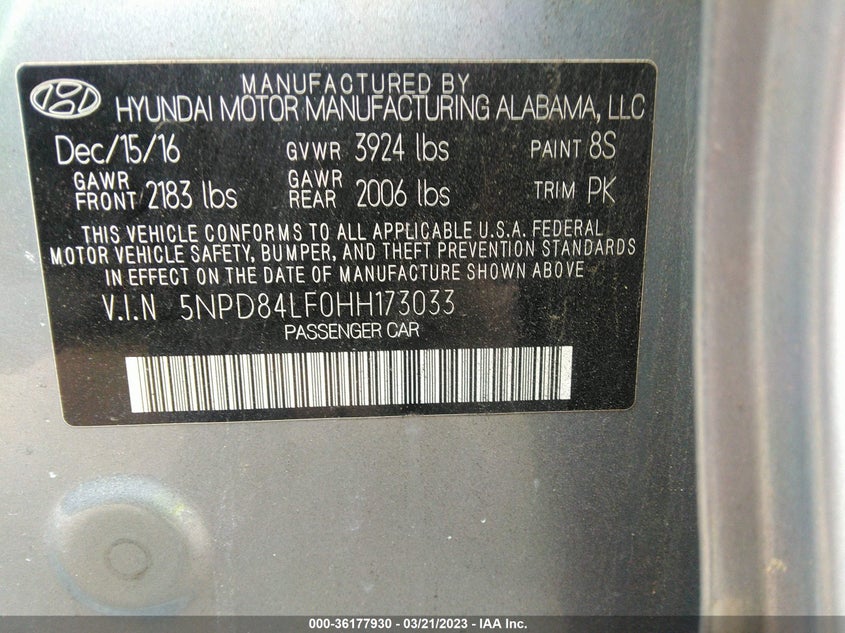 MANUFACTURED BY
HYUNDAI MOTOR MANUFACTURING ALABAMA, LLC
Dec/15/16 GVWR 3924 lbs PAINT 8S
GAWR FRONT 2183 lbs GAWR REAR 2006 lbs TRIM PK
THIS VEHICLE CONFORMS TO ALL APPLICABLE U.S.A. FEDERAL
MOTOR VEHICLE SAFETY, BUMPER, AND THEFT PREVENTION STANDARDS
IN EFFECT ON THE DATE OF MANUFACTURE SHOWN ABOVE
V.I.N 5NPD84LF0HH173033
PASSENGER CAR
000-36177930 — 03/21/2023 — IAA Inc.